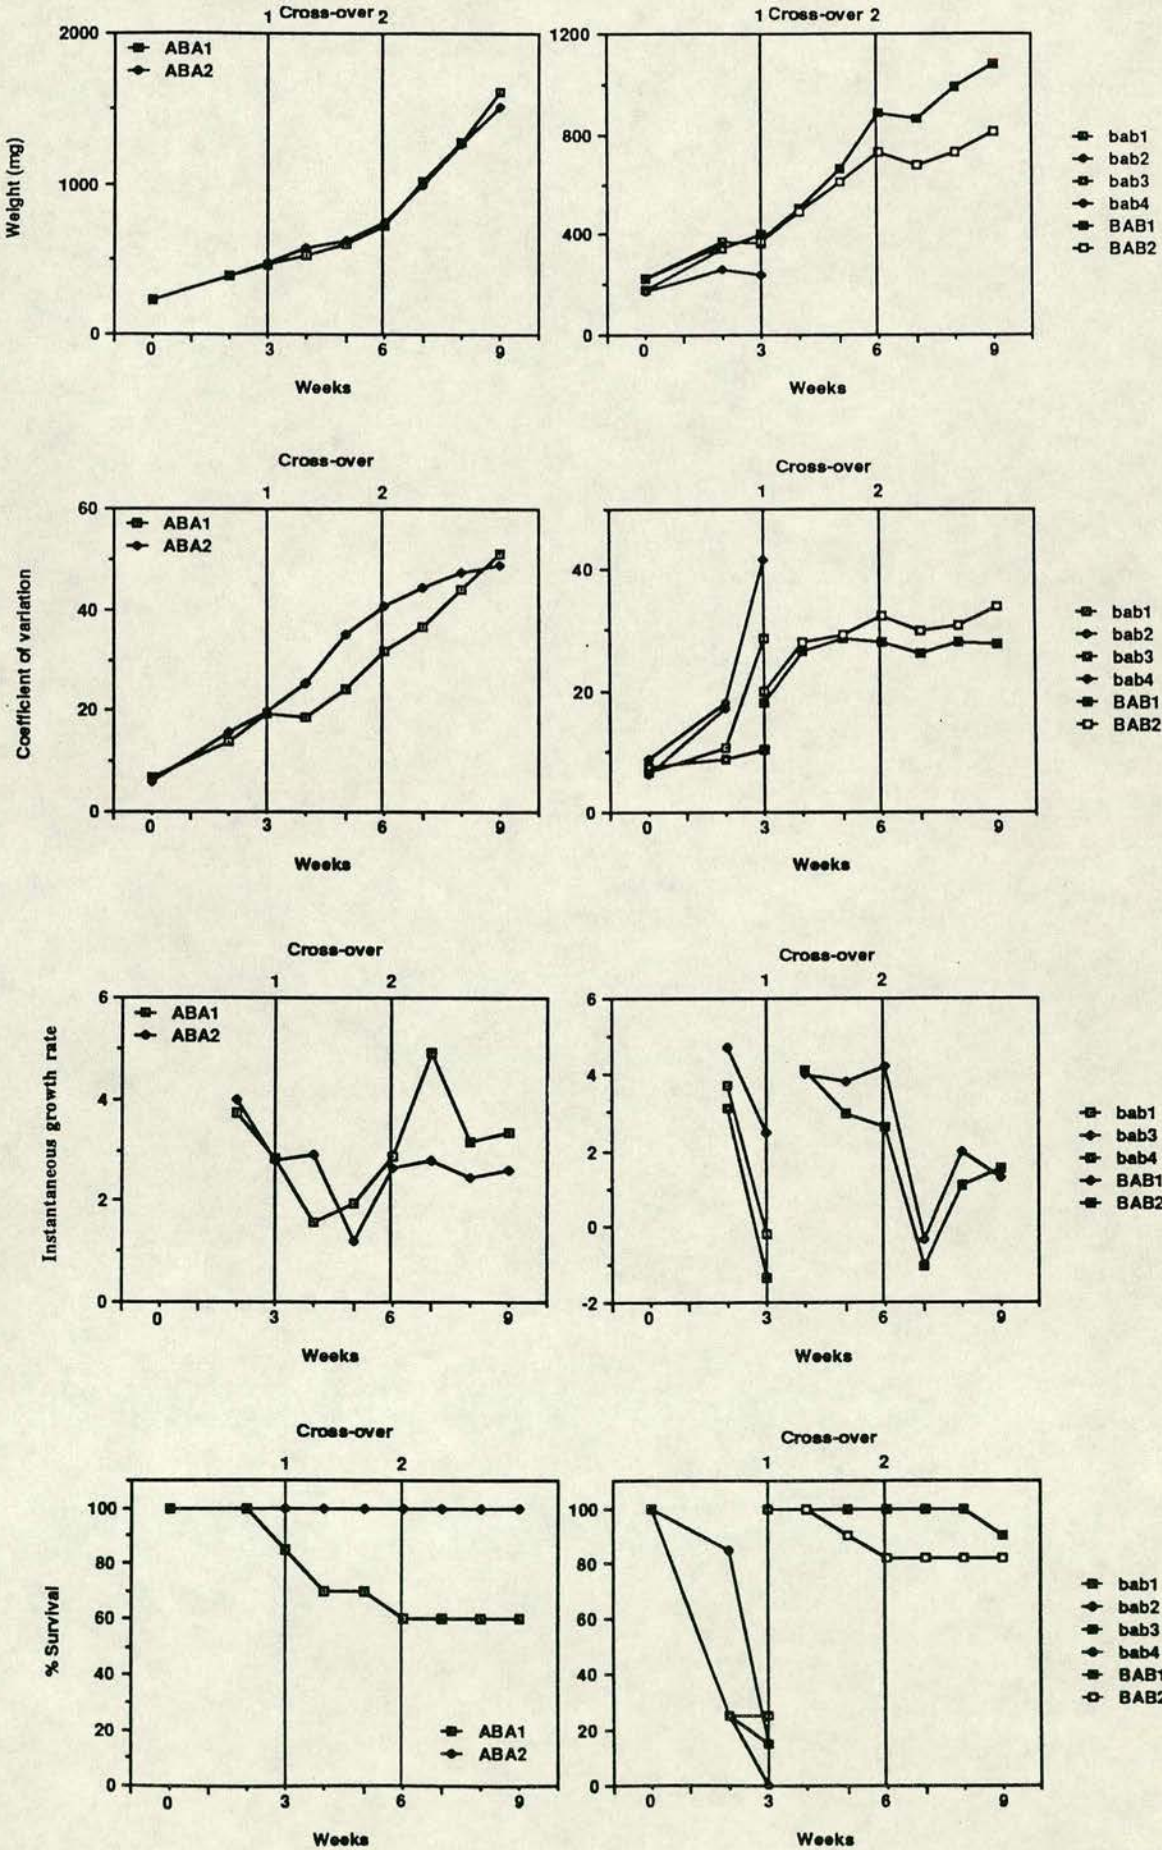 Cross-over
1 2
2000
ABA1
ABA2
1000
0
Weight (mg)
0 3 6 9
Weeks
1 Cross-over 2
1200
800
400
0
0 3 6 9
Weeks
bab1
bab2
bab3
bab4
BAB1
BAB2
Cross-over
1 2
60
ABA1
ABA2
40
20
0
Coefficient of variation
0 3 6 9
Weeks
Cross-over
1 2
40
20
0
0 3 6 9
Weeks
bab1
bab2
bab3
bab4
BAB1
BAB2
Cross-over
1 2
6
ABA1
ABA2
4
2
0
Instantaneous growth rate
0 3 6 9
Weeks
Cross-over
1 2
6
4
2
0
-2
0 3 6 9
Weeks
bab1
bab3
bab4
BAB1
BAB2
Cross-over
1 2
100
80
60
40
20
0
% Survival
ABA1
ABA2
0 3 6 9
Weeks
Cross-over
1 2
100
80
60
40
20
0
0 3 6 9
Weeks
bab1
bab2
bab3
bab4
BAB1
BAB2